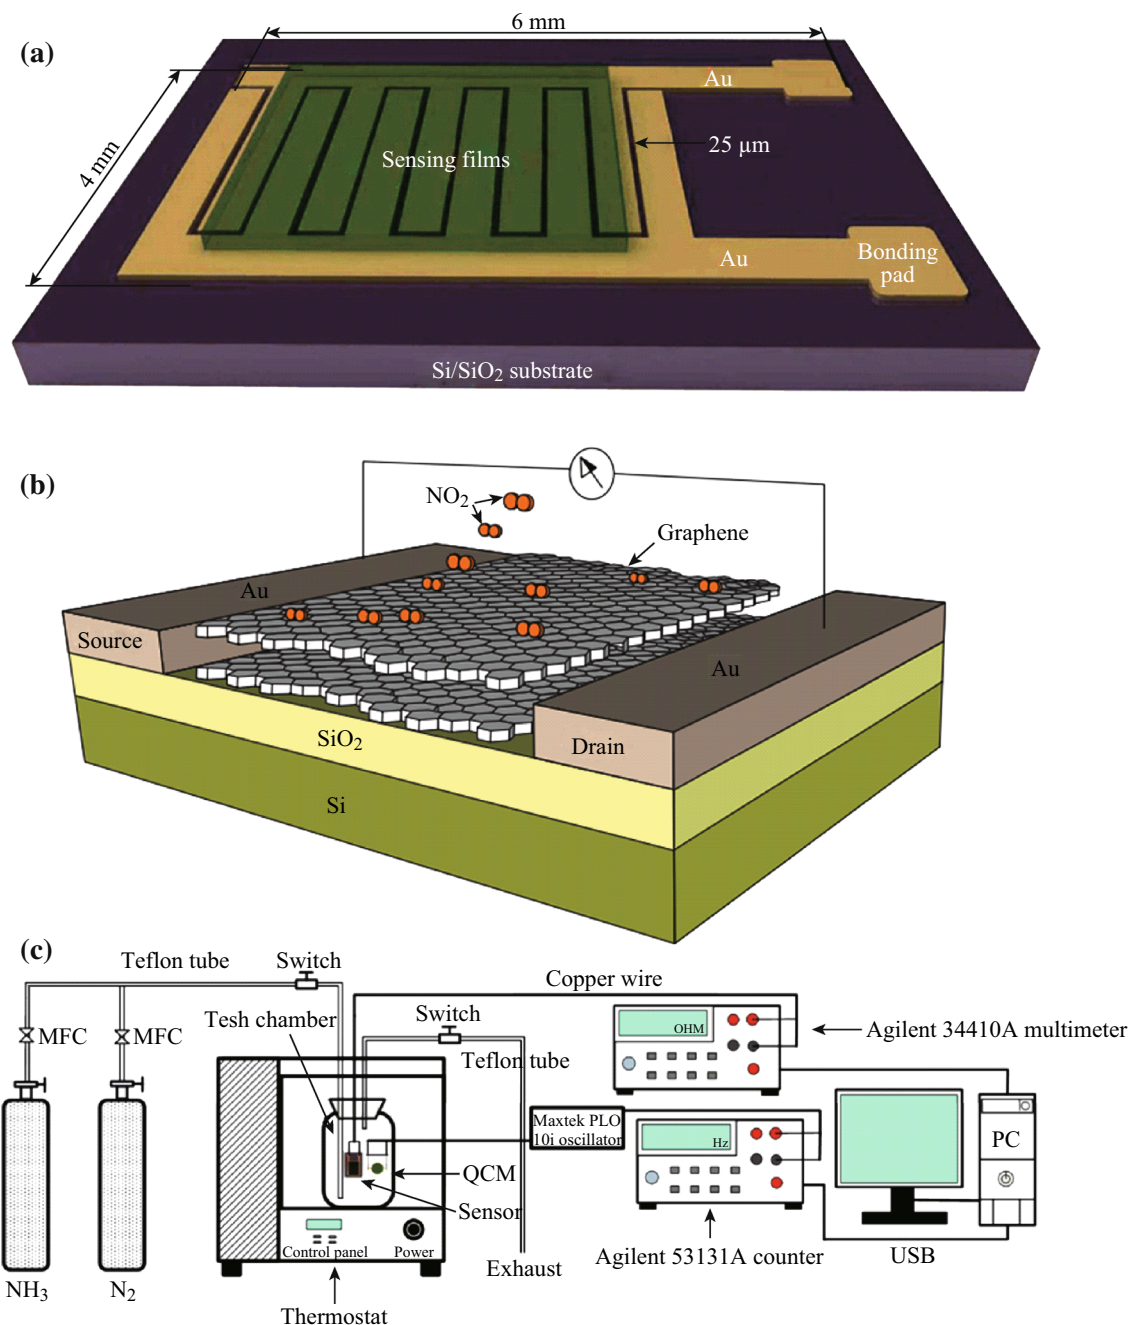 (a)
6 mm
Au
25 µm
Sensing films
4 mm
Au
Bonding
pad
Si/SiO2 substrate
(b)
NO2
Graphene
Au
Source
Au
SiO2
Drain
Si
(c)
Teflon tube
Switch
Copper wire
Tesh chamber
Switch
MFC
MFC
OHM
Agilent 34410A multimeter
Teflon tube
Maxtek PLO
10i oscillator
Hz
PC
QCM
Sensor
Control panel
Power
Agilent 53131A counter
USB
Exhaust
NH3
N2
Thermostat